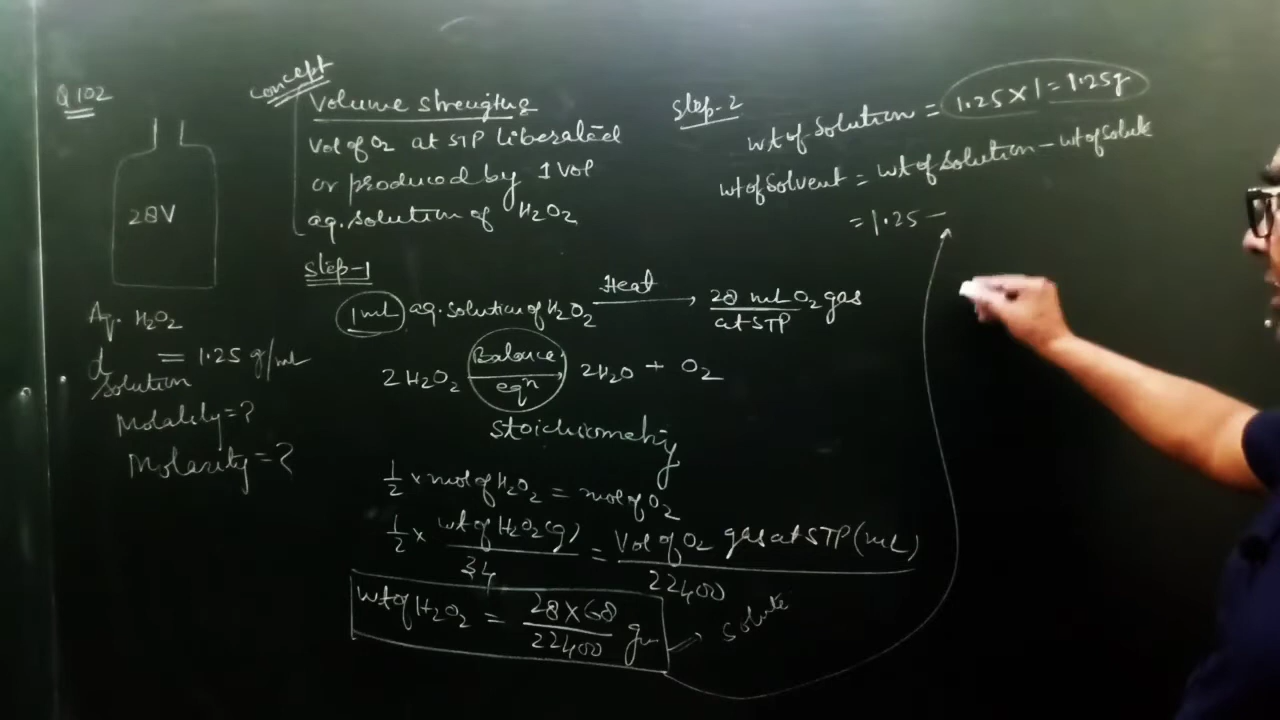 Q 102
28V
Aq. H₂O₂
d solution = 1.25 g/mL
Molality = ?
Molarity = ?
concept
Volume strength
Vol of O₂ at STP liberated
or produced by 1 Vol
aq. solution of H₂O₂
Step-1
1 mL aq. solution of H₂O₂ Heat → 28 mL O₂ gas at STP
2H₂O₂ Balance eqⁿ → 2H₂O + O₂
Stoichiometry
1/2 × mol of H₂O₂ = mol of O₂
1/2 × wt of H₂O₂(g)/34 = Vol of O₂ gas at STP (mL)/22400
wt of H₂O₂ = 28×68/22400 gm → solute
Step-2
wt of Solution = 1.25 × 1 = 1.25g
wt of Solvent = wt of Solution - wt of Solute
= 1.25 -